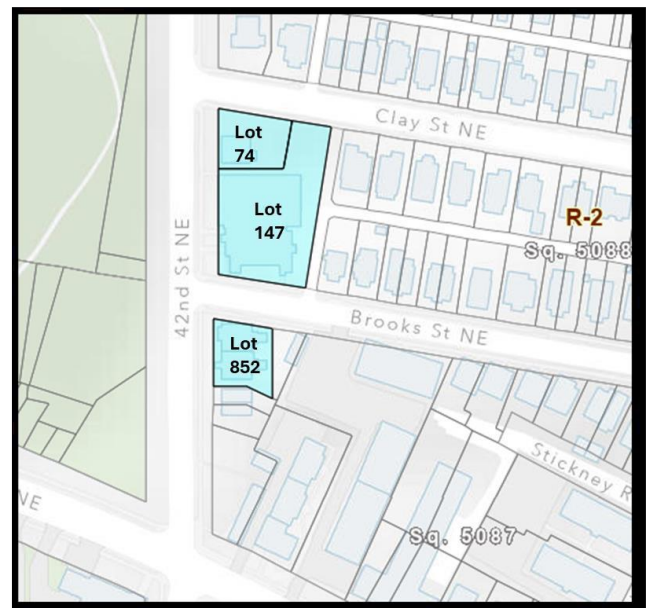 Clay St NE
Lot
74
Lot
147
R-2
Sq. 5088
42nd St NE
Brooks St NE
Lot
852
Stickney R
NE
Sq. 5087